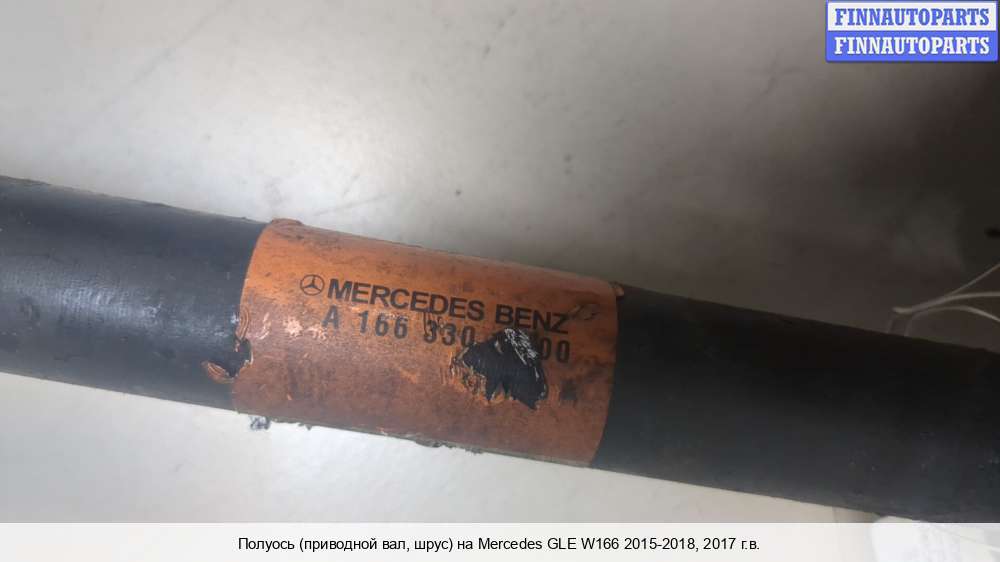 FINNAUTOPARTS
FINNAUTOPARTS
MERCEDES BENZ
A 166 330
Полуось (приводной вал, шрус) на Mercedes GLE W166 2015-2018, 2017 г.в.